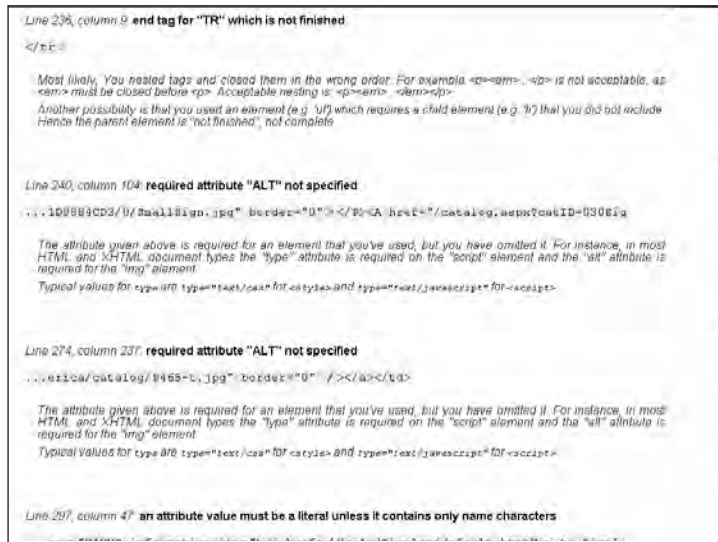 Line 236, column 9: end tag for "TR" which is not finished
</tr>
Most likely, You nested tags and closed them in the wrong order. For example <p><em>...</p> is not acceptable, as
<em> must be closed before <p>. Acceptable nesting is: <p><em>...</em></p>
Another possibility is that you used an element (e.g. 'ul') which requires a child element (e.g. 'li') that you did not include.
Hence the parent element is "not finished", not complete.
Line 240, column 104: required attribute "ALT" not specified
SmallSign.jpg" border="0"></P><A href="/catalog.aspx?catID=
The attribute given above is required for an element that you've used, but you have omitted it. For instance, in most
HTML and XHTML document types the "type" attribute is required on the "script" element and the "alt" attribute is
required for the "img" element.
Typical values for type are type="text/css" for <style> and type="text/javascript" for <script>.
Line 274, column 237: required attribute "ALT" not specified
...erica/catalog/9465-t.jpg" border="0" /></a></td>
The attribute given above is required for an element that you've used, but you have omitted it. For instance, in most
HTML and XHTML document types the "type" attribute is required on the "script" element and the "alt" attribute is
required for the "img" element.
Typical values for type are type="text/css" for <style> and type="text/javascript" for <script>.
Line 297, column 47: an attribute value must be a literal unless it contains only name characters